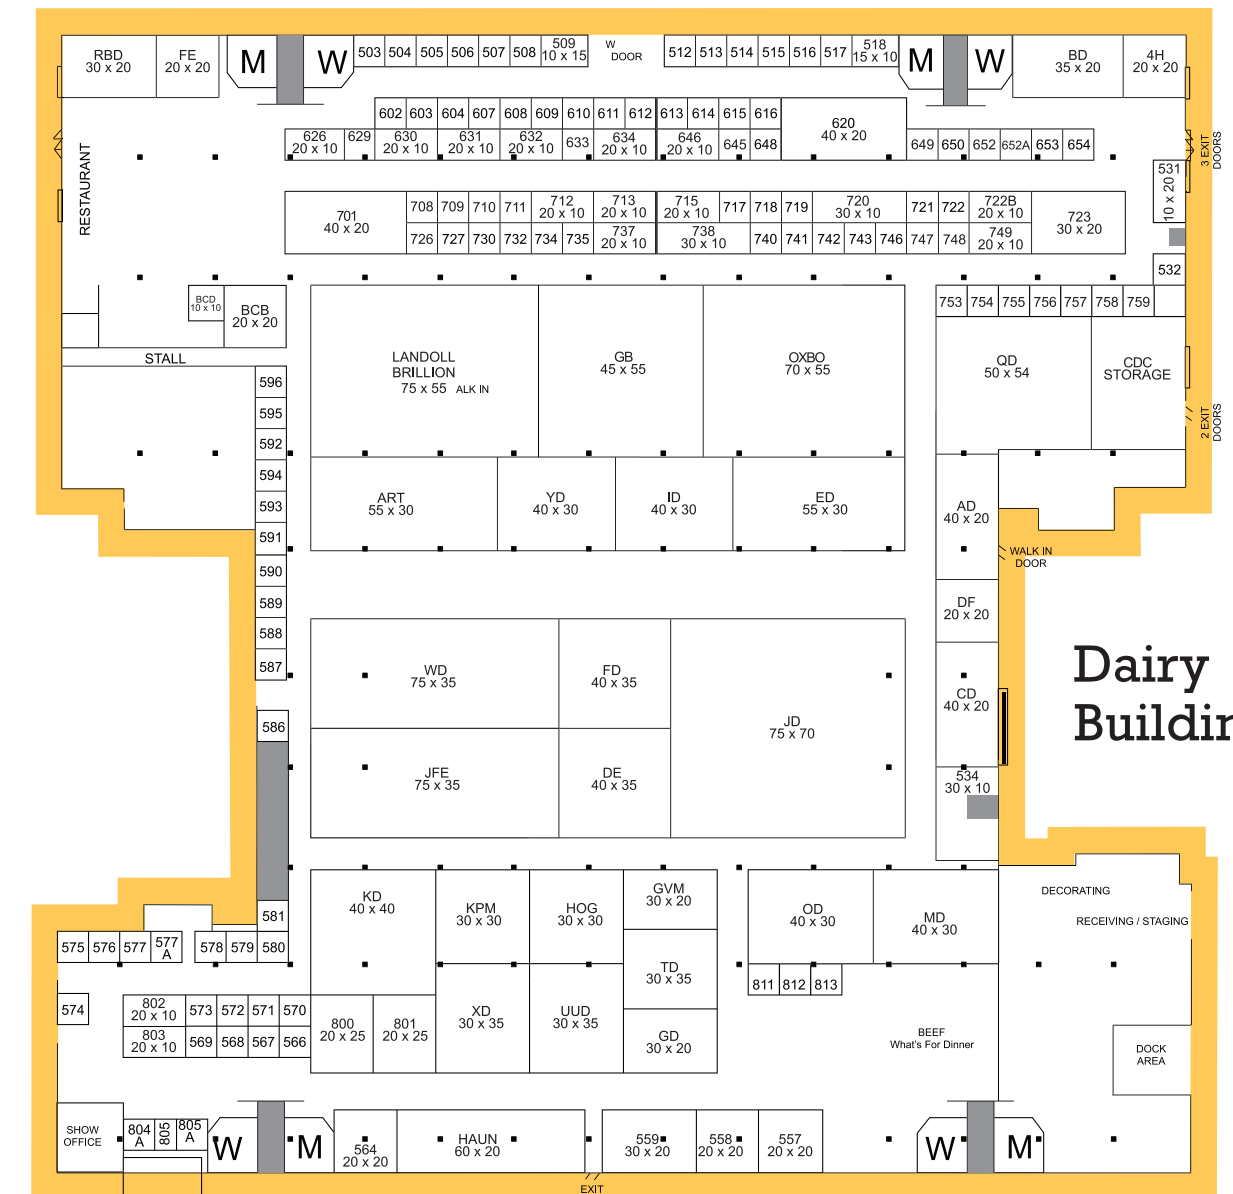 RBD
30 x 20
FE
20 x 20
M
W
503 504 505 506 507 508
509
10 x 15
W
DOOR
512 513 514 515 516 517
518
15 x 10
M
W
BD
35 x 20
4H
20 x 20
602 603 604 607 608 609 610 611 612 613 614 615 616
620
40 x 20
626
20 x 10
629
630
20 x 10
631
20 x 10
632
20 x 10
633
634
20 x 10
646
20 x 10
645 648
649 650 652 652A 653 654
3 EXIT
DOORS
RESTAURANT
531
10 x 20
701
40 x 20
708 709 710 711
712
20 x 10
713
20 x 10
715
20 x 10
717 718 719
720
30 x 10
721 722
722B
20 x 10
723
30 x 20
726 727 730 732 734 735
737
20 x 10
738
30 x 10
740 741 742 743 746 747 748
749
20 x 10
532
BCD
10 x 10
BCB
20 x 20
753 754 755 756 757 758 759
STALL
LANDOLL
BRILLION
75 x 55 ALK IN
GB
45 x 55
OXBO
70 x 55
QD
50 x 54
CDC
STORAGE
2 EXIT
DOORS
596
595
592
594
593
591
590
589
588
587
586
ART
55 x 30
YD
40 x 30
ID
40 x 30
ED
55 x 30
AD
40 x 20
WALK IN
DOOR
DF
20 x 20
WD
75 x 35
FD
40 x 35
JD
75 x 70
CD
40 x 20
Dairy
Buildin
JFE
75 x 35
DE
40 x 35
534
30 x 10
KD
40 x 40
KPM
30 x 30
HOG
30 x 30
GVM
30 x 20
OD
40 x 30
MD
40 x 30
DECORATING
RECEIVING / STAGING
581
575 576 577
577
A
578 579 580
TD
30 x 35
811 812 813
574
802
20 x 10
573 572 571 570
800
20 x 25
801
20 x 25
XD
30 x 35
UUD
30 x 35
803
20 x 10
569 568 567 566
GD
30 x 20
BEEF
What's For Dinner
DOCK
AREA
SHOW
OFFICE
804
A
805
805
A
W
M
564
20 x 20
HAUN
60 x 20
559
30 x 20
558
20 x 20
557
20 x 20
W
M
EXIT